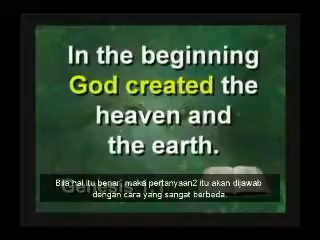 In the beginning
God created the
heaven and
the earth.
Bila hal itu benar, maka pertanyaan2 itu akan dijawab
dengan cara yang sangat berbeda.